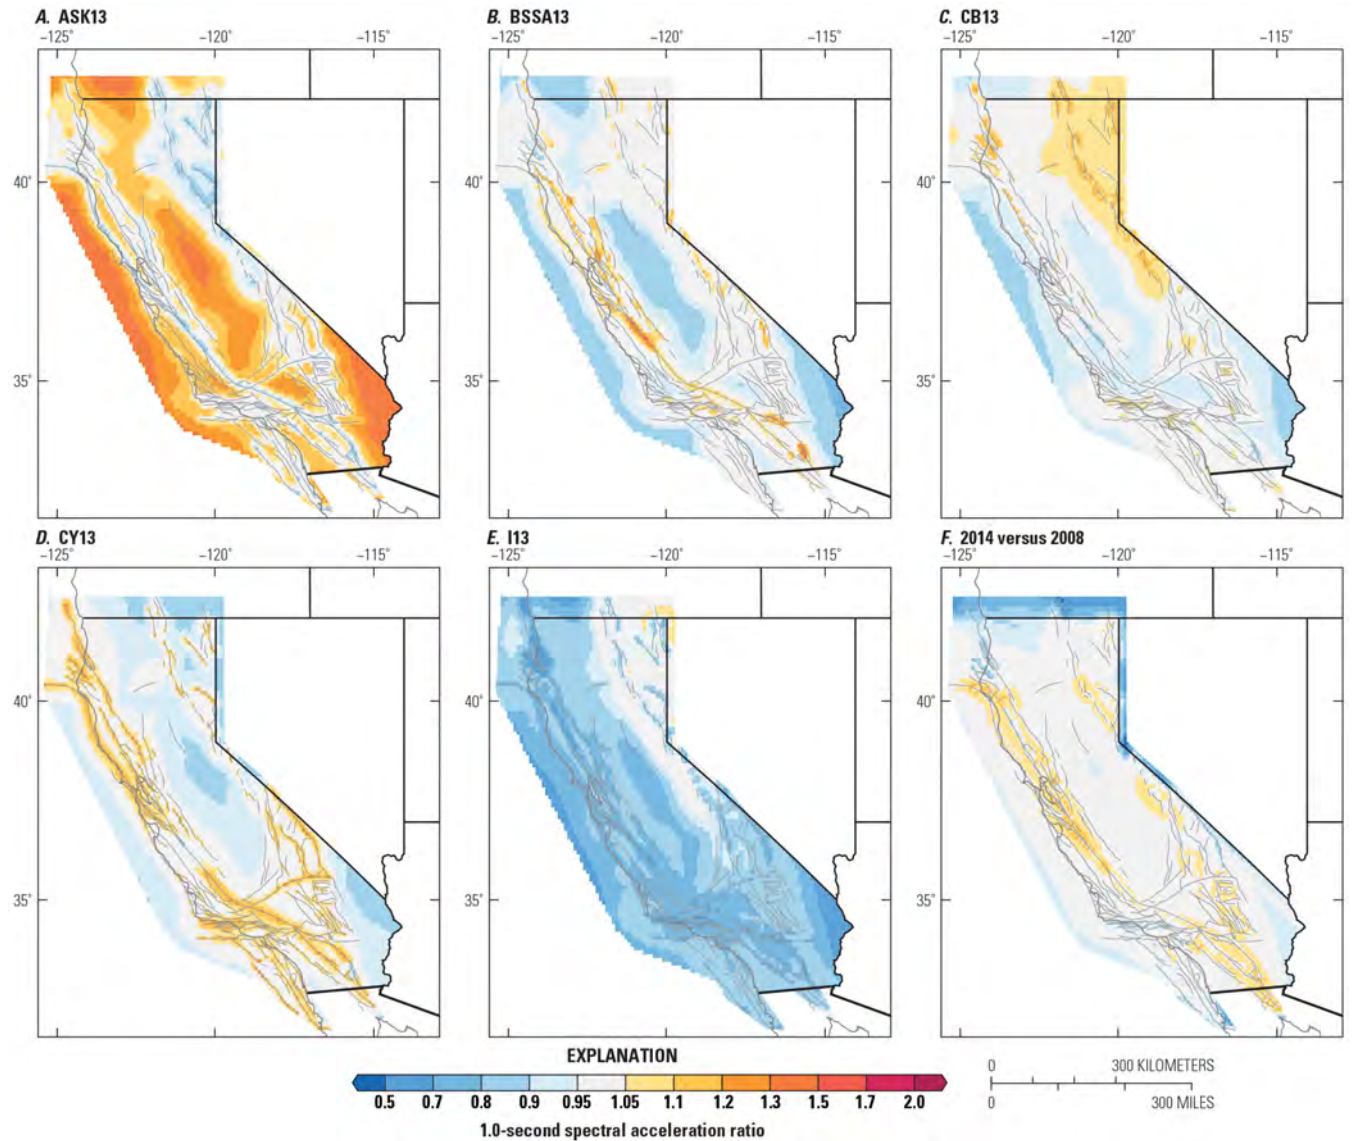 A. ASK13
−125° −120° −115°
40°
35°
B. BSSA13
−125° −120° −115°
40°
35°
C. CB13
−125° −120° −115°
40°
35°
D. CY13
−125° −120° −115°
40°
35°
E. I13
−125° −120° −115°
40°
35°
F. 2014 versus 2008
−125° −120° −115°
40°
35°
EXPLANATION
0.5 0.7 0.8 0.9 0.95 1.05 1.1 1.2 1.3 1.5 1.7 2.0
1.0-second spectral acceleration ratio
0 300 KILOMETERS
0 300 MILES